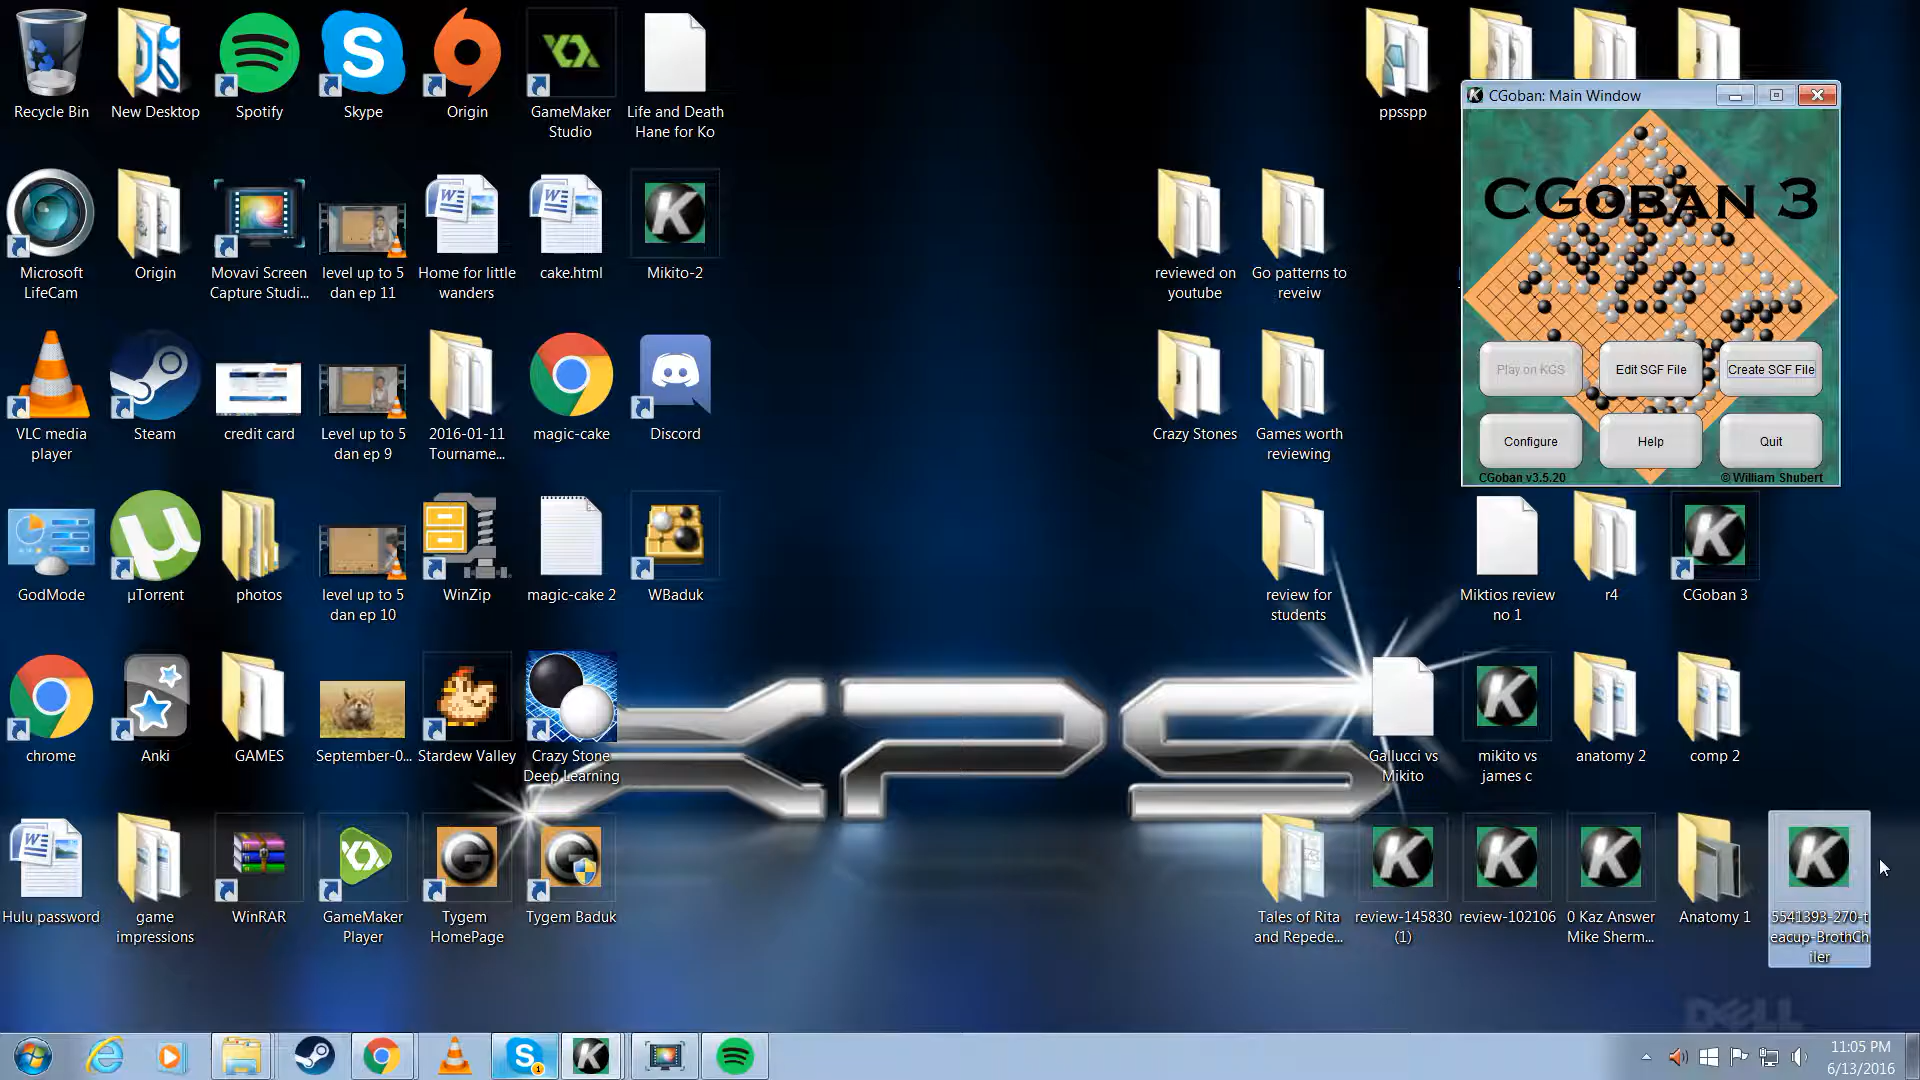 Recycle Bin
New Desktop
Spotify
Skype
Origin
GameMaker
Studio
Life and Death
Hane for Ko
ppsspp
CGoban: Main Window
CGOBAN 3
Play on KGS
Edit SGF File
Create SGF File
Configure
Help
Quit
CGoban v3.5.20
© William Shubert
Microsoft
LifeCam
Origin
Movavi Screen
Capture Studi...
level up to 5
dan ep 11
Home for little
wanders
cake.html
Mikito-2
reviewed on
youtube
Go patterns to
reveiw
VLC media
player
Steam
credit card
Level up to 5
dan ep 9
2016-01-11
Tourname...
magic-cake
Discord
Crazy Stones
Games worth
reviewing
GodMode
µTorrent
photos
level up to 5
dan ep 10
WinZip
magic-cake 2
WBaduk
review for
students
Miktios review
no 1
r4
CGoban 3
chrome
Anki
GAMES
September-0...
Stardew Valley
Crazy Stone
Deep Learning
XPS
Gallucci vs
Mikito
mikito vs
james c
anatomy 2
comp 2
Hulu password
game
impressions
WinRAR
GameMaker
Player
Tygem
HomePage
Tygem Baduk
Tales of Rita
and Repede...
review-145830
(1)
review-102106
0 Kaz Answer
Mike Sherm...
Anatomy 1
5541393-270-t
eacup-BrothCh
iler
DELL
11:05 PM
6/13/2016